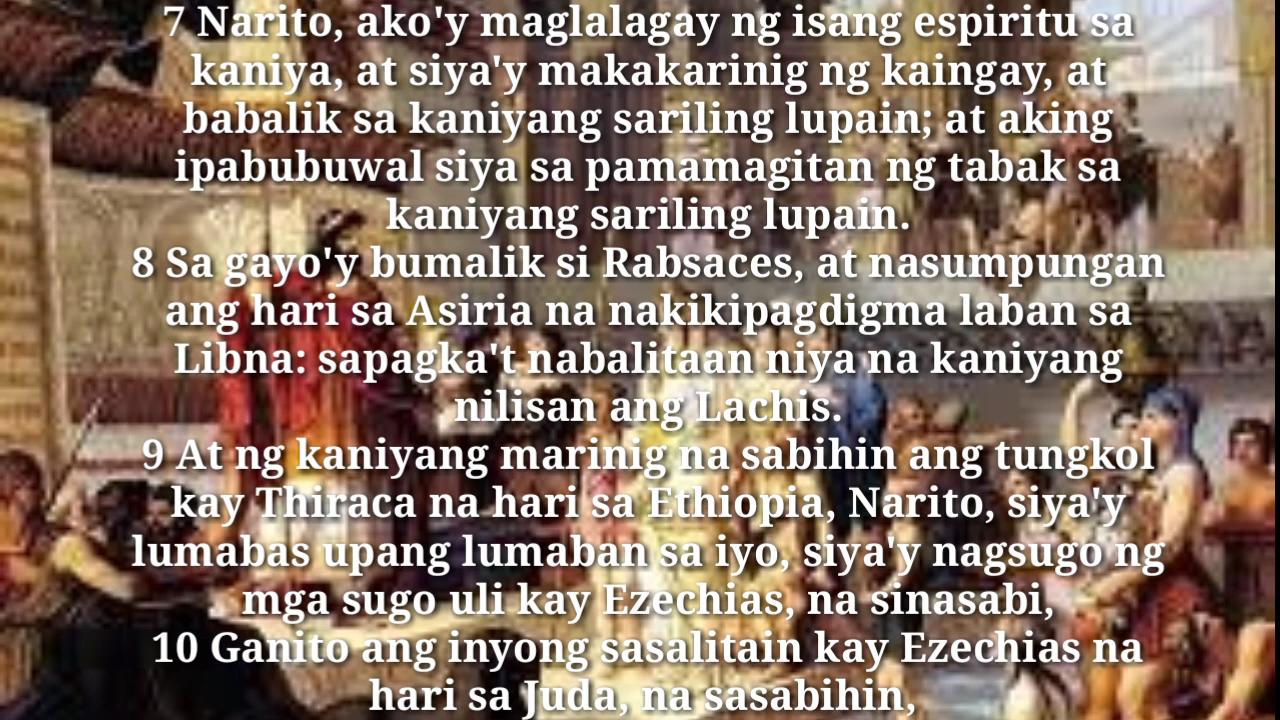 7 Narito, ako'y maglalagay ng isang espiritu sa
kaniya, at siya'y makakarinig ng kaingay, at
babalik sa kaniyang sariling lupain; at aking
ipabubuwal siya sa pamamagitan ng tabak sa
kaniyang sariling lupain.
8 Sa gayo'y bumalik si Rabsaces, at nasumpungan
ang hari sa Asiria na nakikipagdigma laban sa
Libna: sapagka't nabalitaan niya na kaniyang
nilisan ang Lachis.
9 At ng kaniyang marinig na sabihin ang tungkol
kay Thiraca na hari sa Ethiopia, Narito, siya'y
lumabas upang lumaban sa iyo, siya'y nagsugo ng
mga sugo uli kay Ezechias, na sinasabi,
10 Ganito ang inyong sasalitain kay Ezechias na
hari sa Juda, na sasabihin,